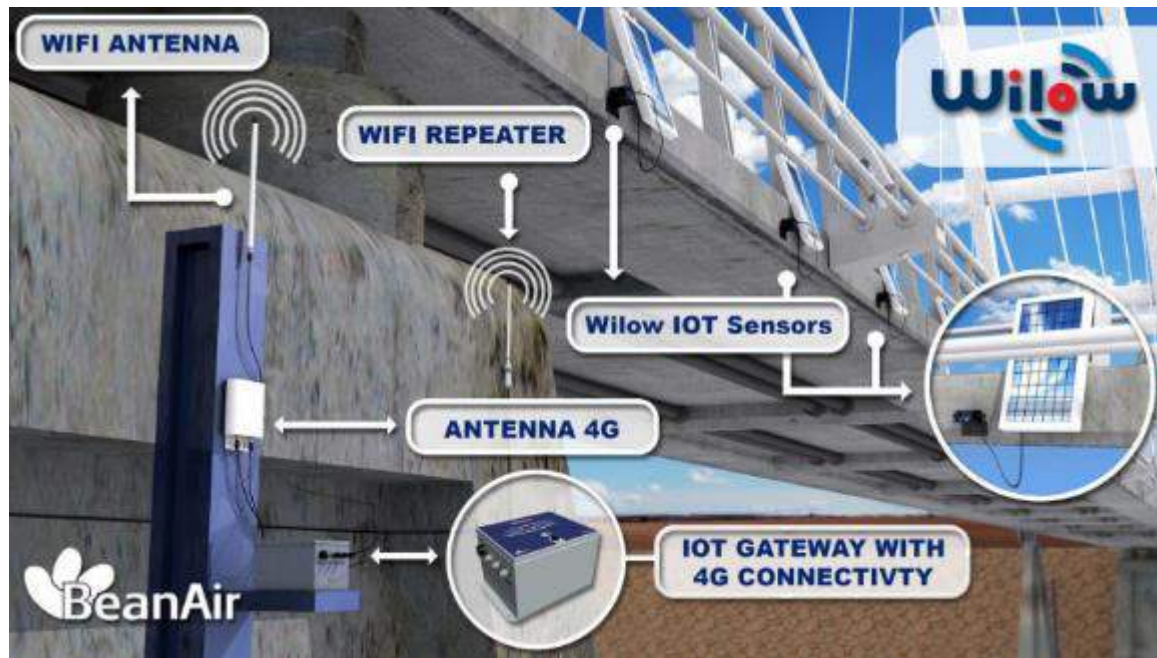 WIFI ANTENNA
Wilow
WIFI REPEATER
Wilow IOT Sensors
ANTENNA 4G
IOT GATEWAY WITH
4G CONNECTIVTY
BeanAir